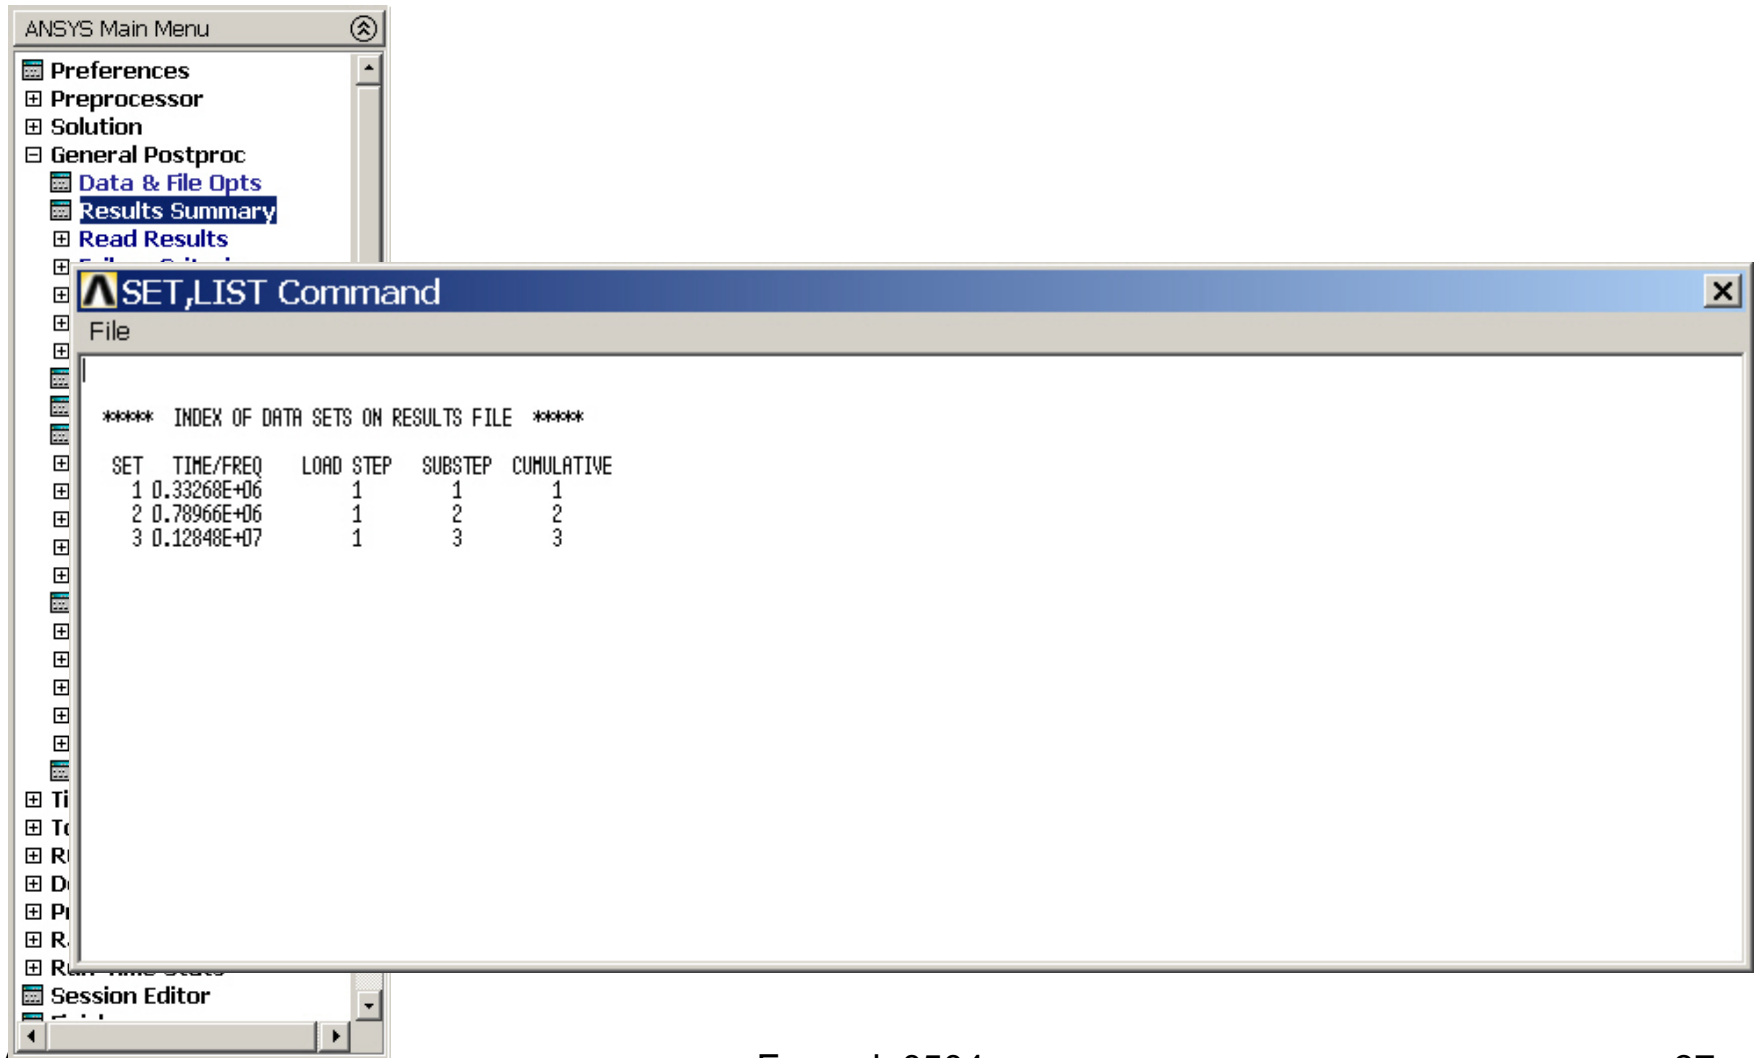 ANSYS Main Menu
Preferences
Preprocessor
Solution
General Postproc
Data & File Opts
Results Summary
Read Results
SET,LIST Command
File
***** INDEX OF DATA SETS ON RESULTS FILE *****
SET TIME/FREQ LOAD STEP SUBSTEP CUMULATIVE
1 0.33268E+06 1 1 1
2 0.78966E+06 1 2 2
3 0.12848E+07 1 3 3
Session Editor